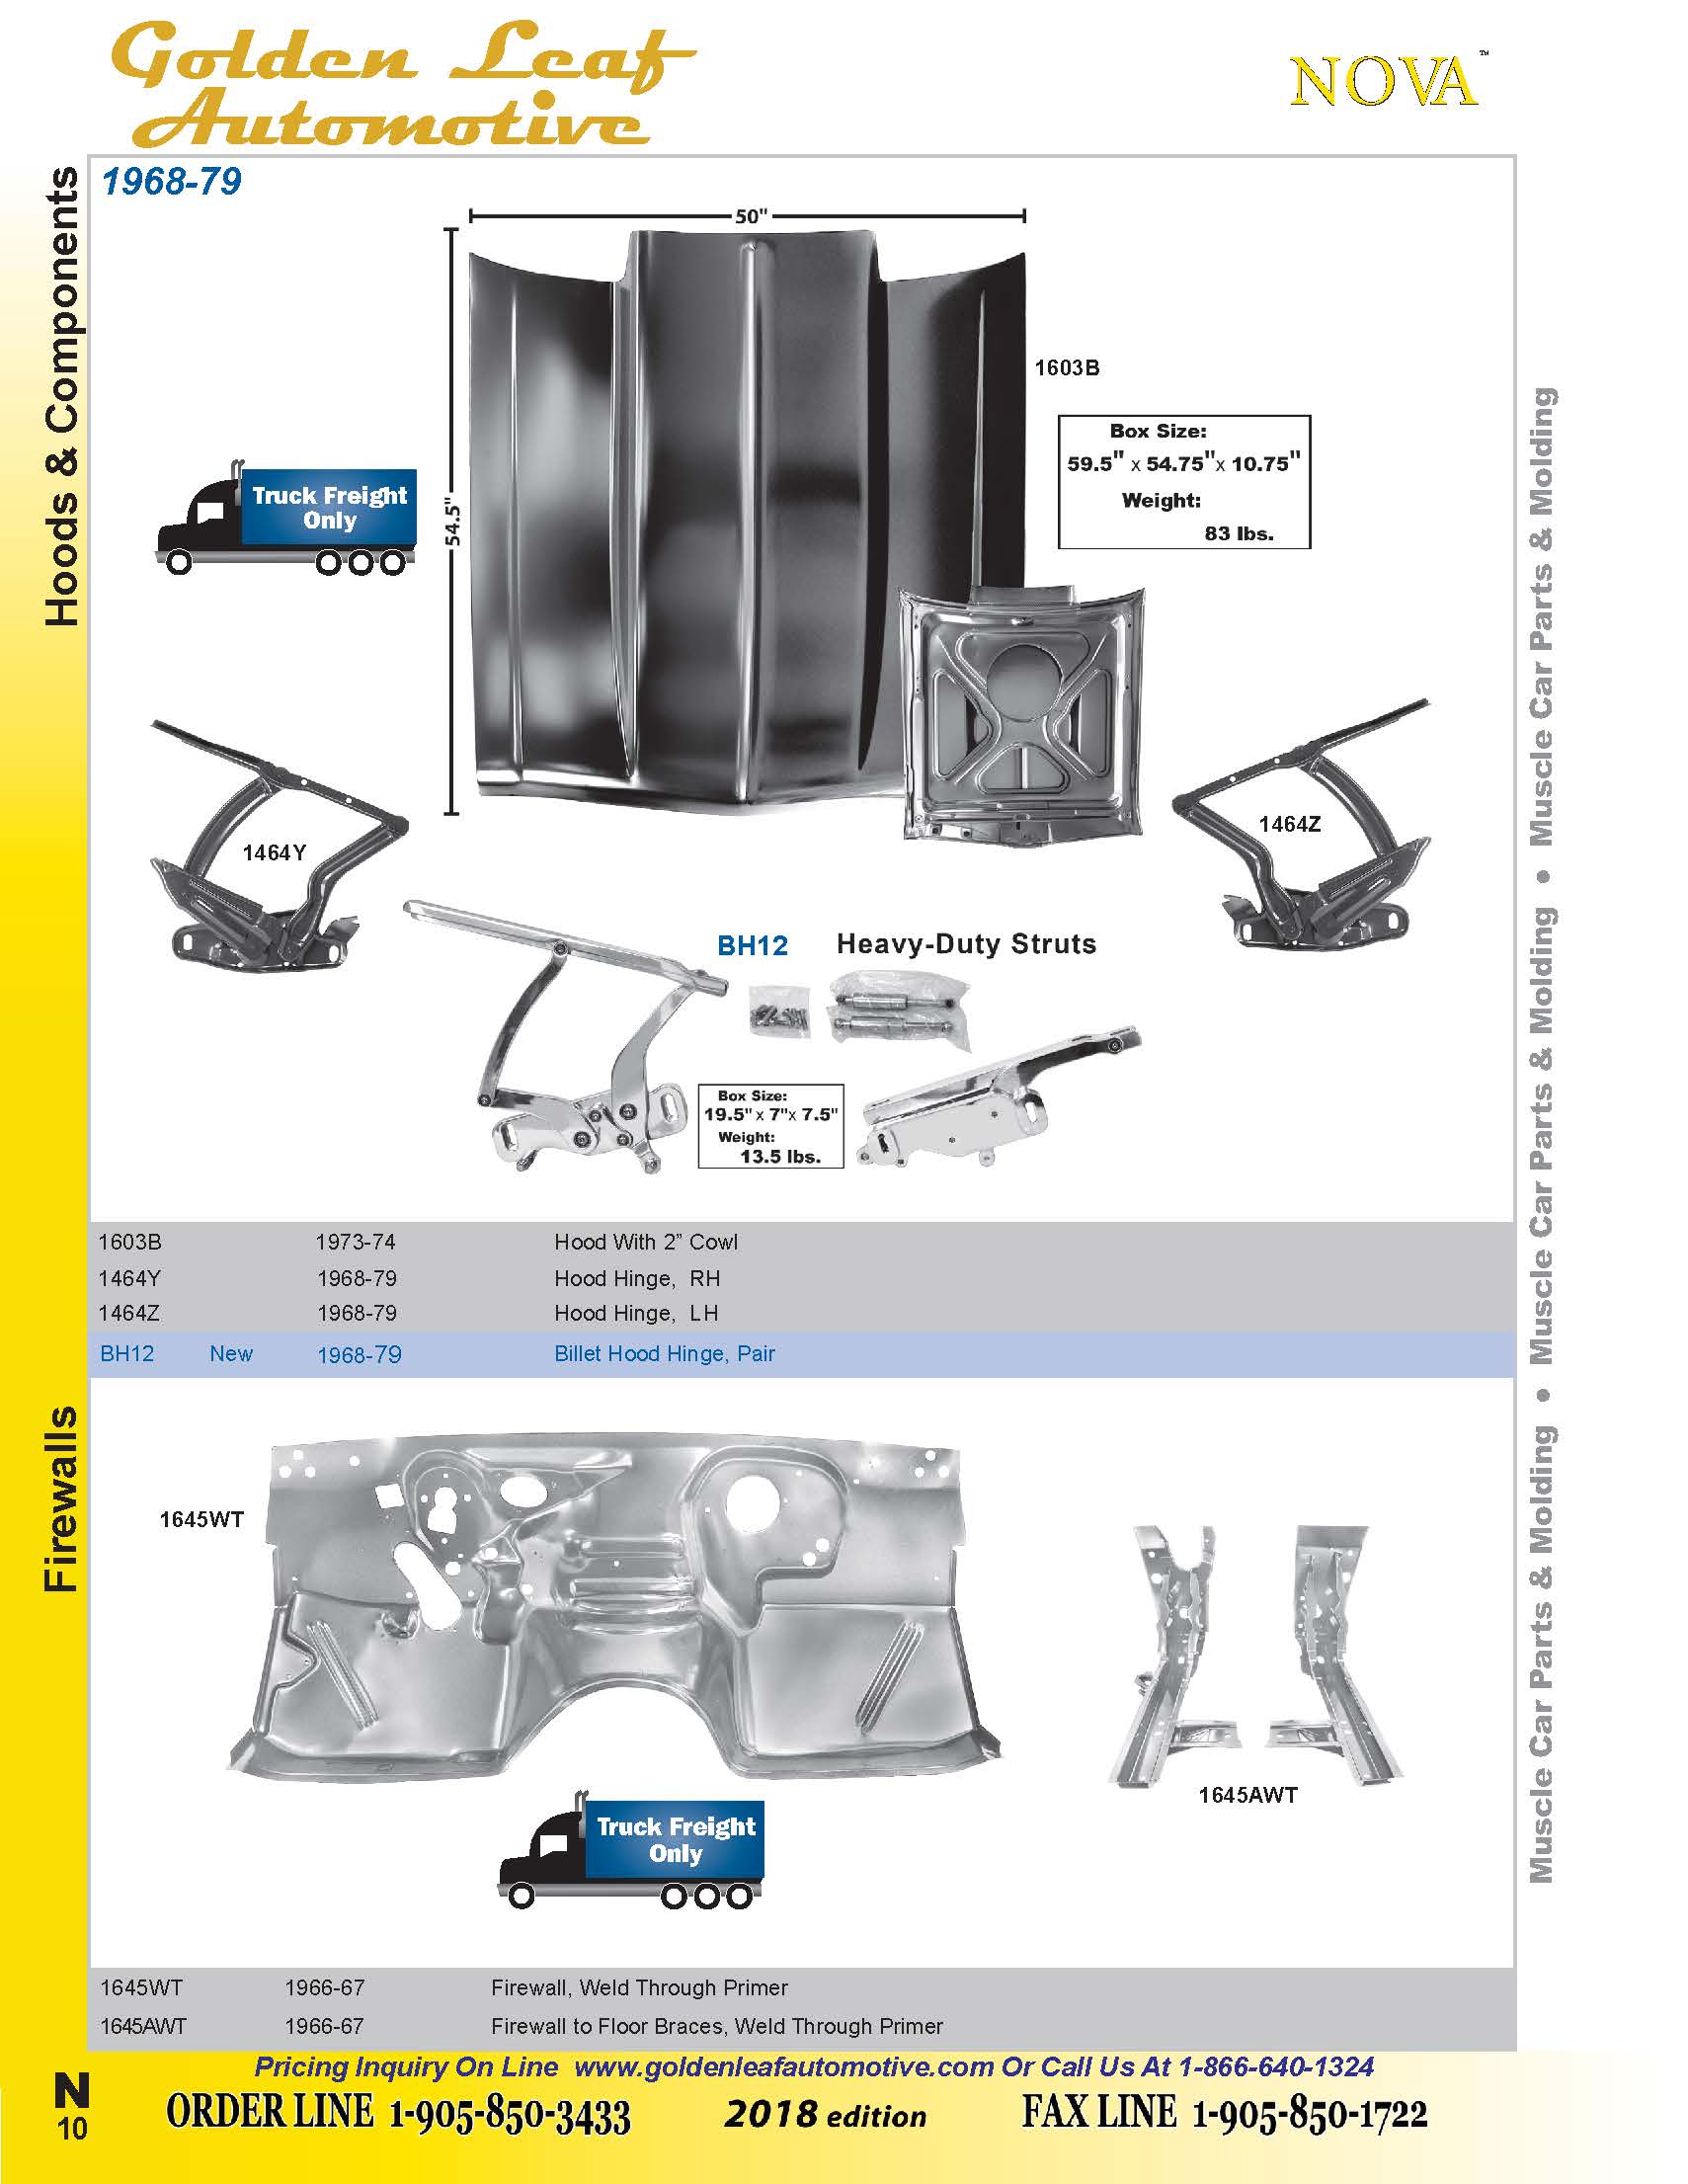 Golden Leaf
Automotive
NOVA™
Hoods & Components
1968-79
50"
54.5"
1603B
Box Size:
59.5" x 54.75"x 10.75"
Weight:
83 lbs.
Truck Freight
Only
1464Y
1464Z
BH12 Heavy-Duty Struts
Box Size:
19.5" x 7"x 7.5"
Weight:
13.5 lbs.
1603B 1973-74 Hood With 2” Cowl
1464Y 1968-79 Hood Hinge, RH
1464Z 1968-79 Hood Hinge, LH
BH12 New 1968-79 Billet Hood Hinge, Pair
Firewalls
1645WT
1645AWT
Truck Freight
Only
1645WT 1966-67 Firewall, Weld Through Primer
1645AWT 1966-67 Firewall to Floor Braces, Weld Through Primer
Muscle Car Parts & Molding • Muscle Car Parts & Molding • Muscle Car Parts & Molding
Pricing Inquiry On Line www.goldenleafautomotive.com Or Call Us At 1-866-640-1324
N
10
ORDER LINE 1-905-850-3433 2018 edition FAX LINE 1-905-850-1722